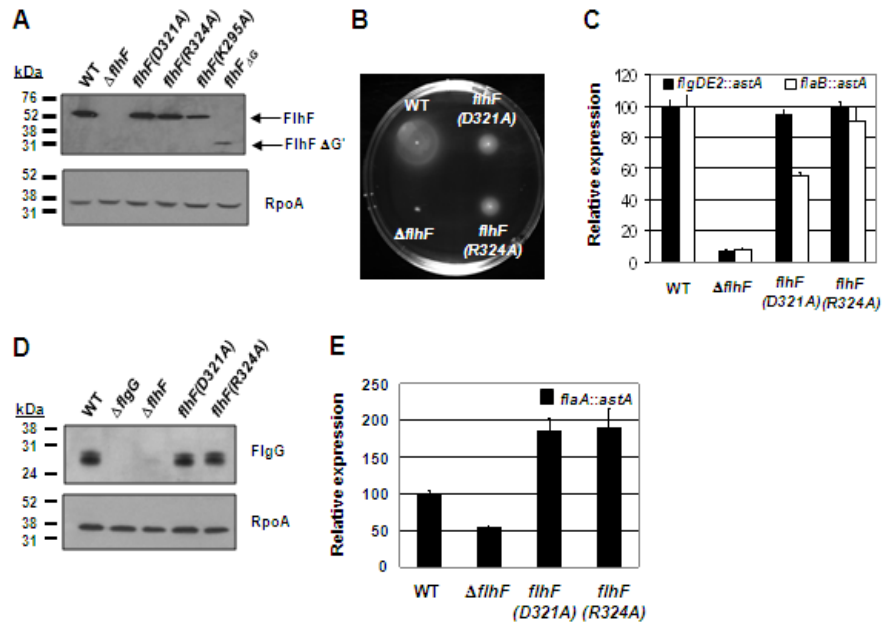 A
kDa
WT
ΔflhF
flhF(D321A)
flhF(R324A)
flhF(K295A)
flhF ΔG
76
52
38
31
FlhF
FlhF ΔG'
52
38
31
RpoA
B
WT
flhF
(D321A)
ΔflhF
flhF
(R324A)
C
Relative expression
flgDE2::astA
flaB::astA
120
100
80
60
40
20
0
WT
ΔflhF
flhF
(D321A)
flhF
(R324A)
D
kDa
WT
ΔflgG
ΔflhF
flhF(D321A)
flhF(R324A)
38
31
24
FlgG
52
38
31
RpoA
E
Relative expression
flaA::astA
250
200
150
100
50
0
WT
ΔflhF
flhF
(D321A)
flhF
(R324A)